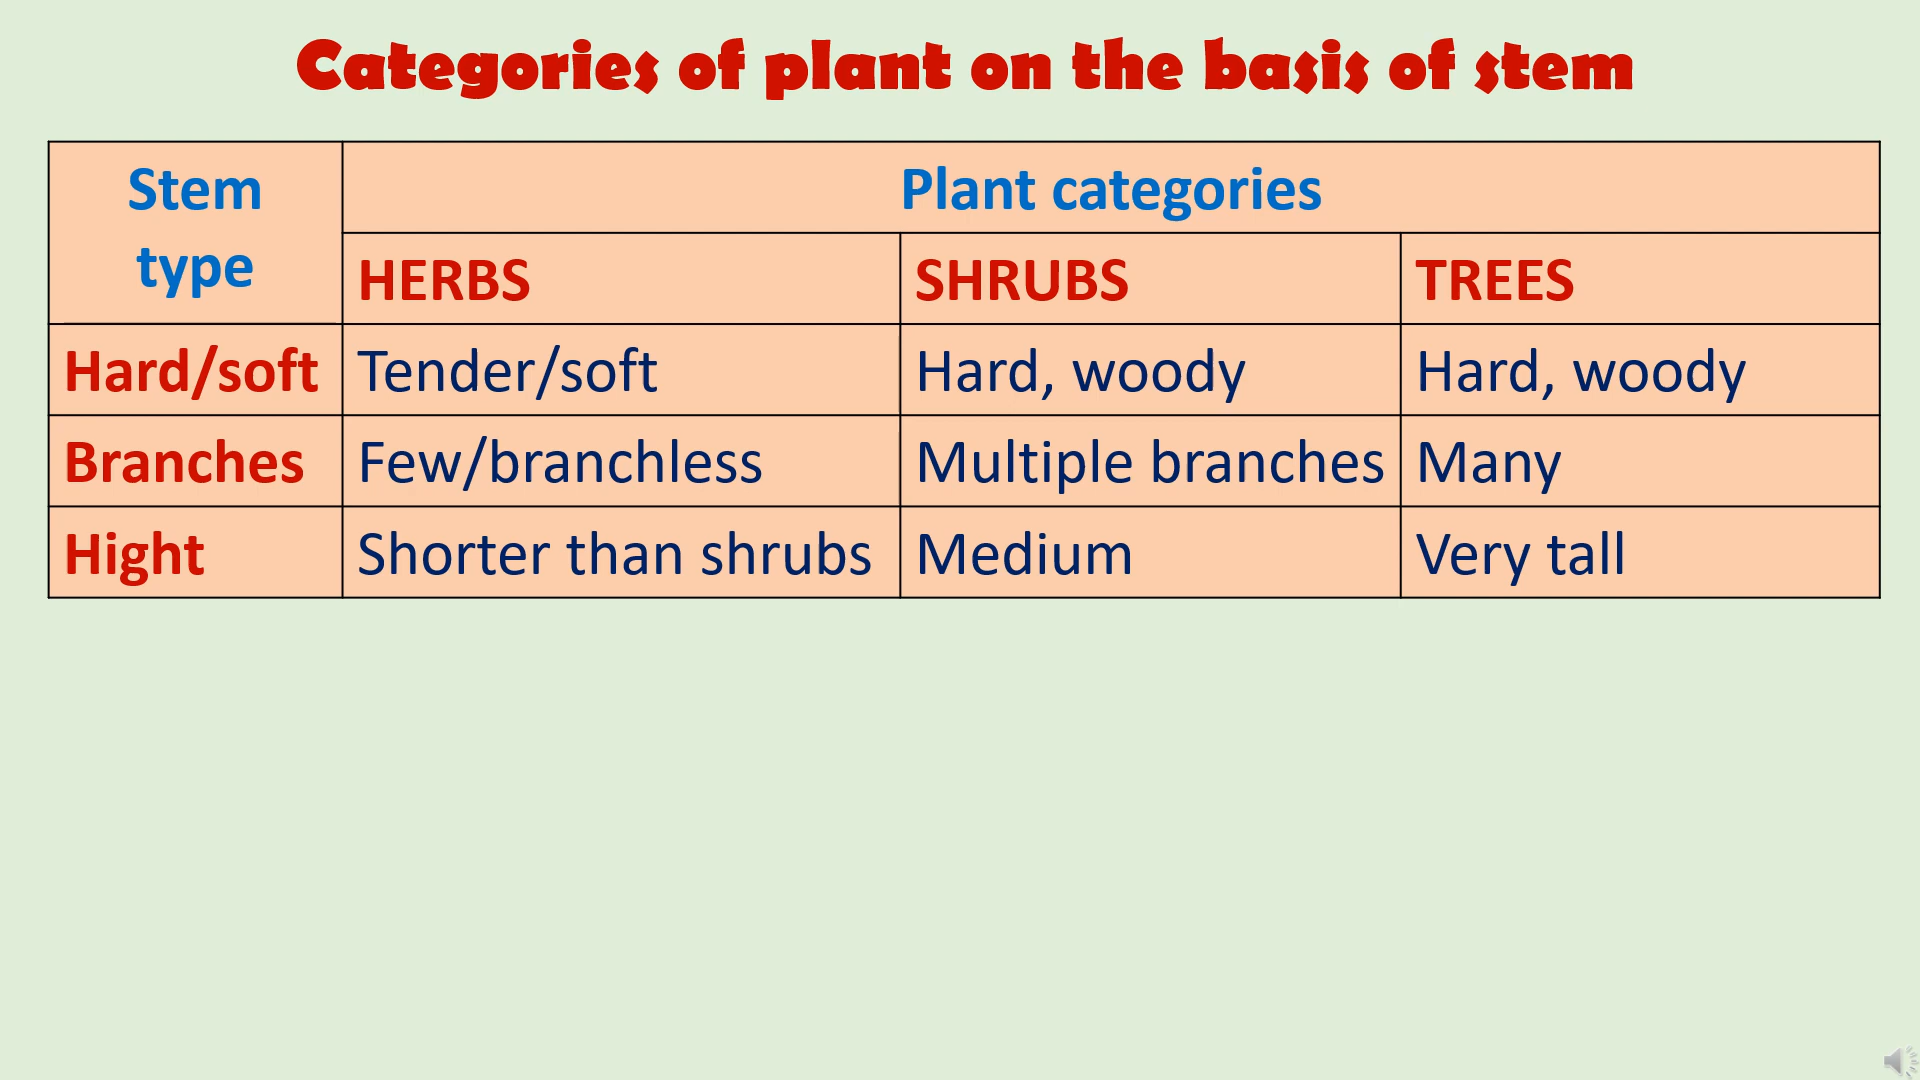 Categories of plant on the basis of stem
Stem type
Plant categories
HERBS SHRUBS TREES
Hard/soft Tender/soft Hard, woody Hard, woody
Branches Few/branchless Multiple branches Many
Hight Shorter than shrubs Medium Very tall